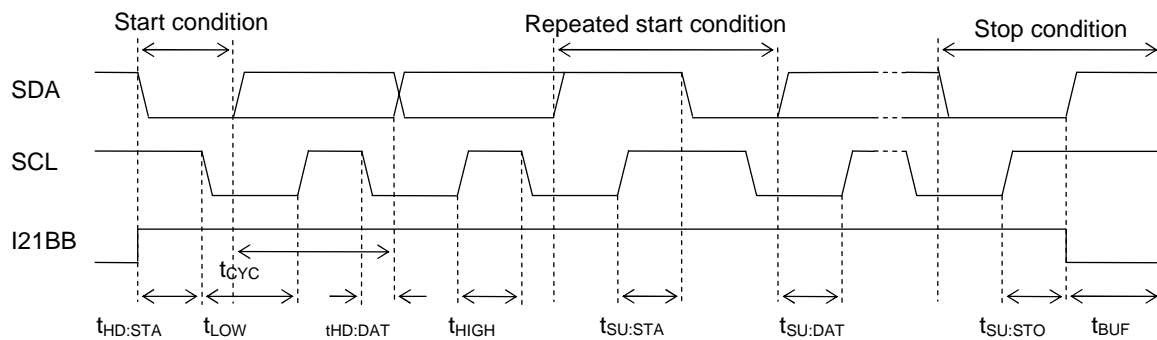 Start condition
Repeated start condition
Stop condition
SDA
SCL
I21BB
tCYC
tHD:STA
tLOW
tHD:DAT
tHIGH
tSU:STA
tSU:DAT
tSU:STO
tBUF